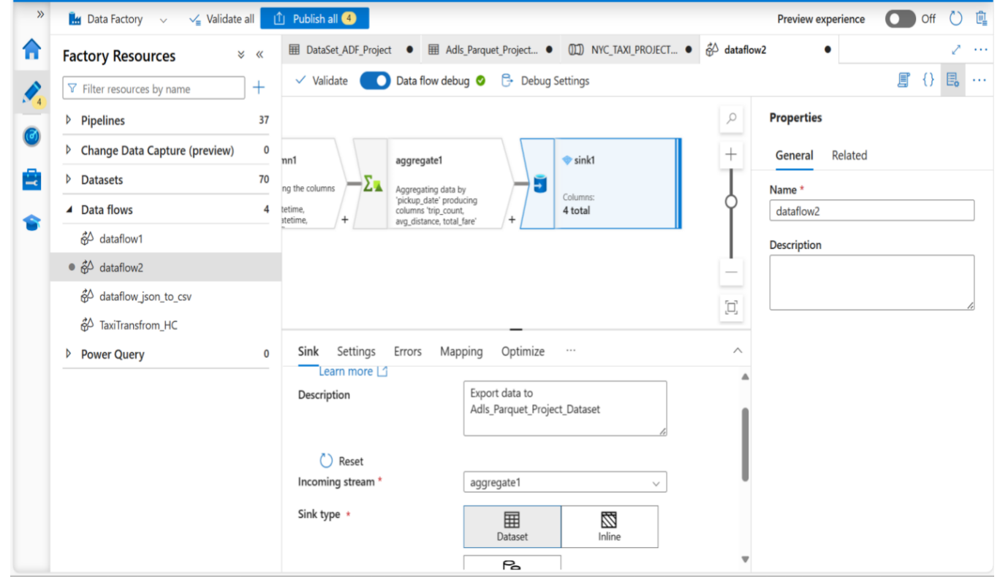 Data Factory
Validate all
Publish all 4
Preview experience
Off
4
Factory Resources
Filter resources by name
Pipelines 37
Change Data Capture (preview) 0
Datasets 70
Data flows 4
dataflow1
dataflow2
dataflow_json_to_csv
TaxiTransfrom_HC
Power Query 0
DataSet_ADF_Project
Adls_Parquet_Project...
NYC_TAXI_PROJECT...
dataflow2
Validate
Data flow debug
Debug Settings
mn1
ng the columns
tetime,
atetime,
+
aggregate1
Aggregating data by
'pickup_date' producing
columns 'trip_count,
avg_distance, total_fare'
+
sink1
Columns:
4 total
Sink Settings Errors Mapping Optimize ...
Learn more
Description
Export data to
Adls_Parquet_Project_Dataset
Reset
Incoming stream *
aggregate1
Sink type *
Dataset
Inline
Properties
General Related
Name *
dataflow2
Description